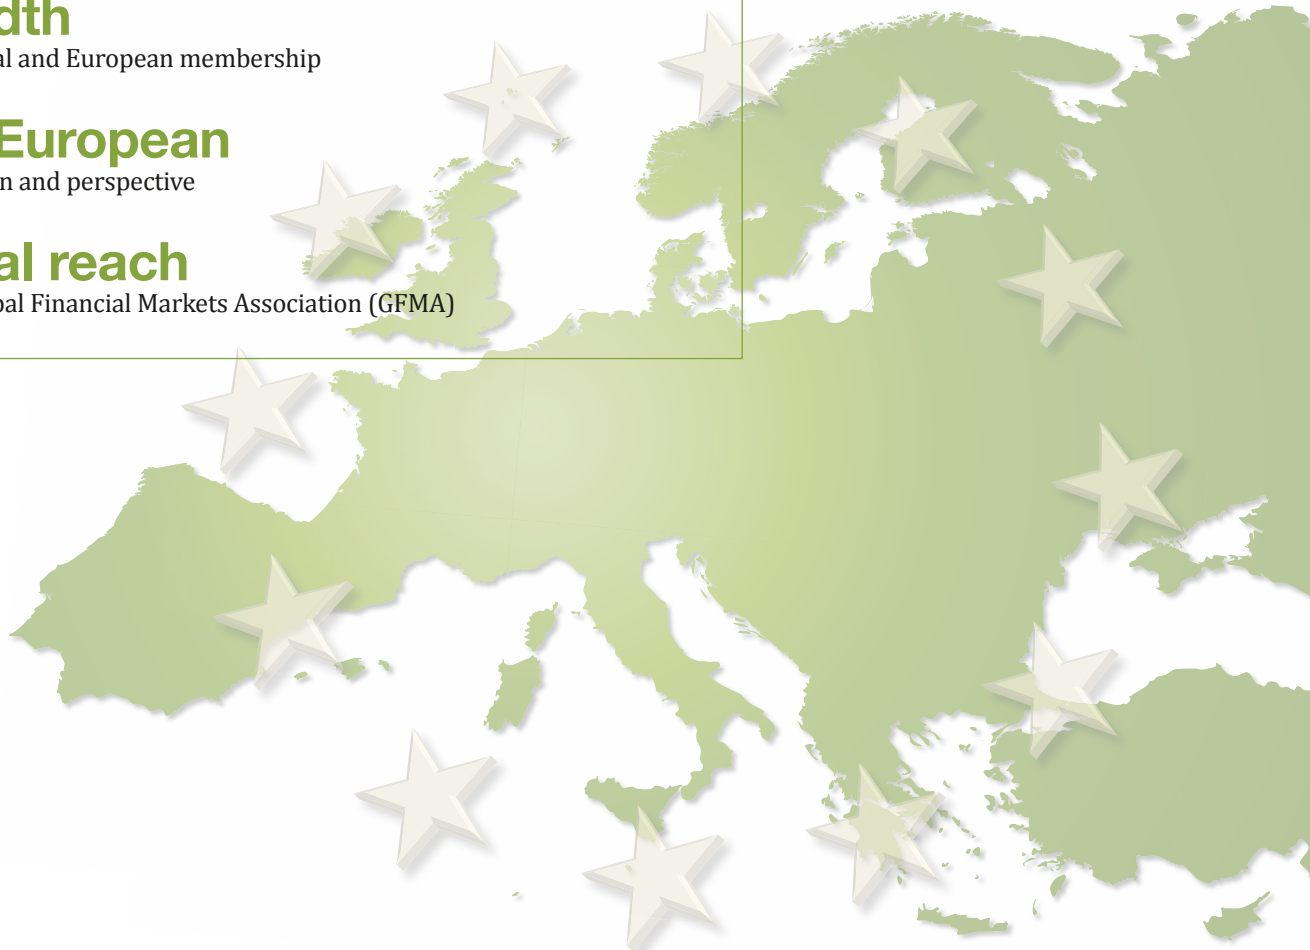 dth
al and European membership
European
n and perspective
al reach
bal Financial Markets Association (GFMA)